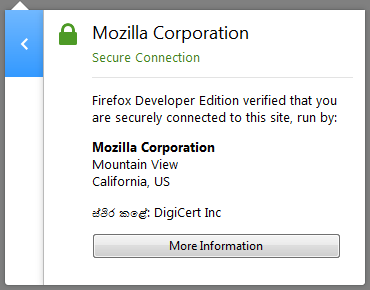 Mozilla Corporation
Secure Connection
Firefox Developer Edition verified that you
are securely connected to this site, run by:
Mozilla Corporation
Mountain View
California, US
ස්ථිර කළේ: DigiCert Inc
More Information